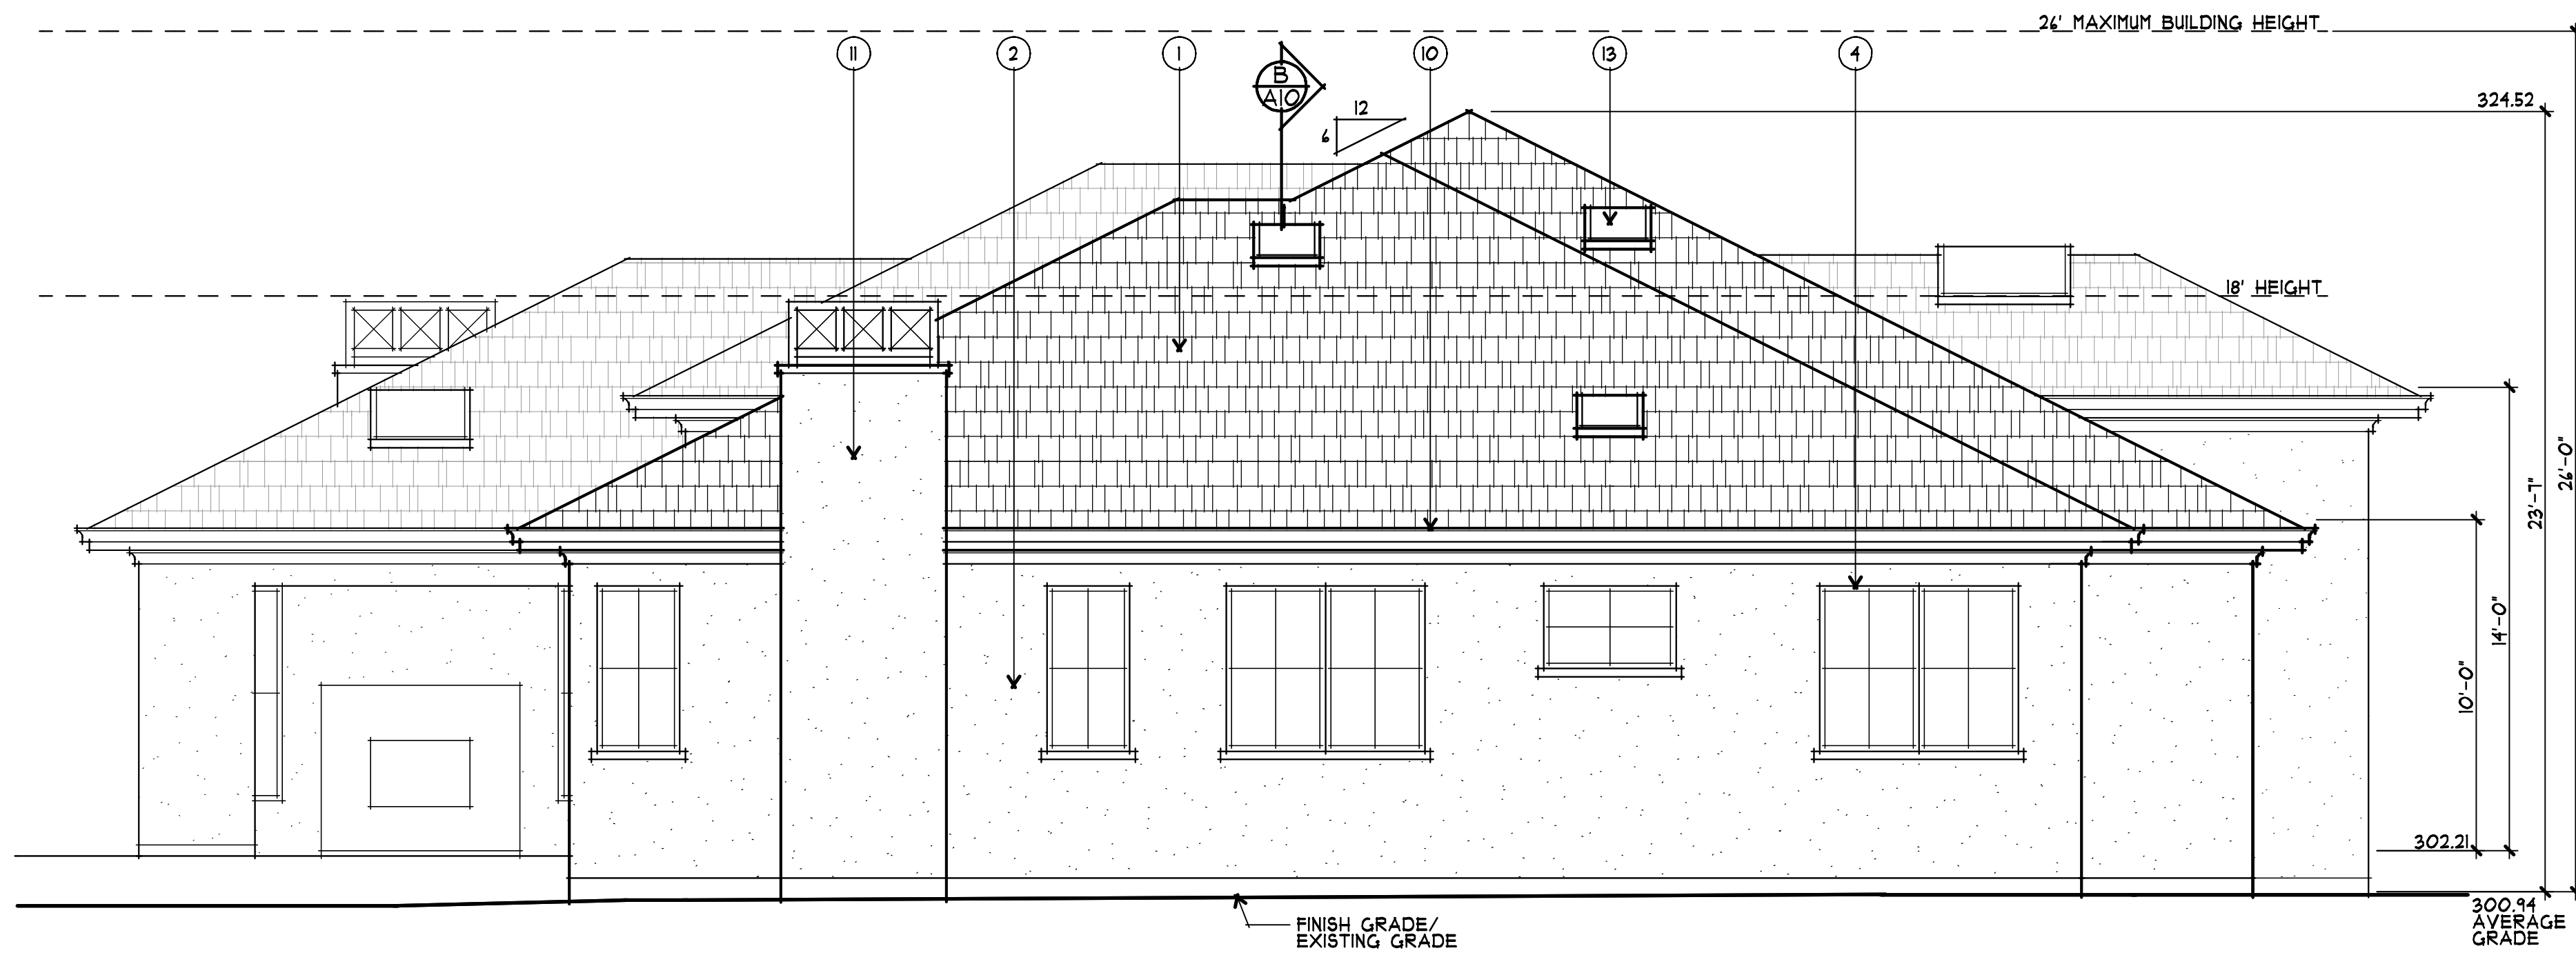 26' MAXIMUM BUILDING HEIGHT
11
2
1
10
13
4
B
A10
12
6
324.52
18' HEIGHT
26'-0"
23'-7"
14'-0"
10'-0"
302.21
300.94
AVERAGE
GRADE
FINISH GRADE/
EXISTING GRADE